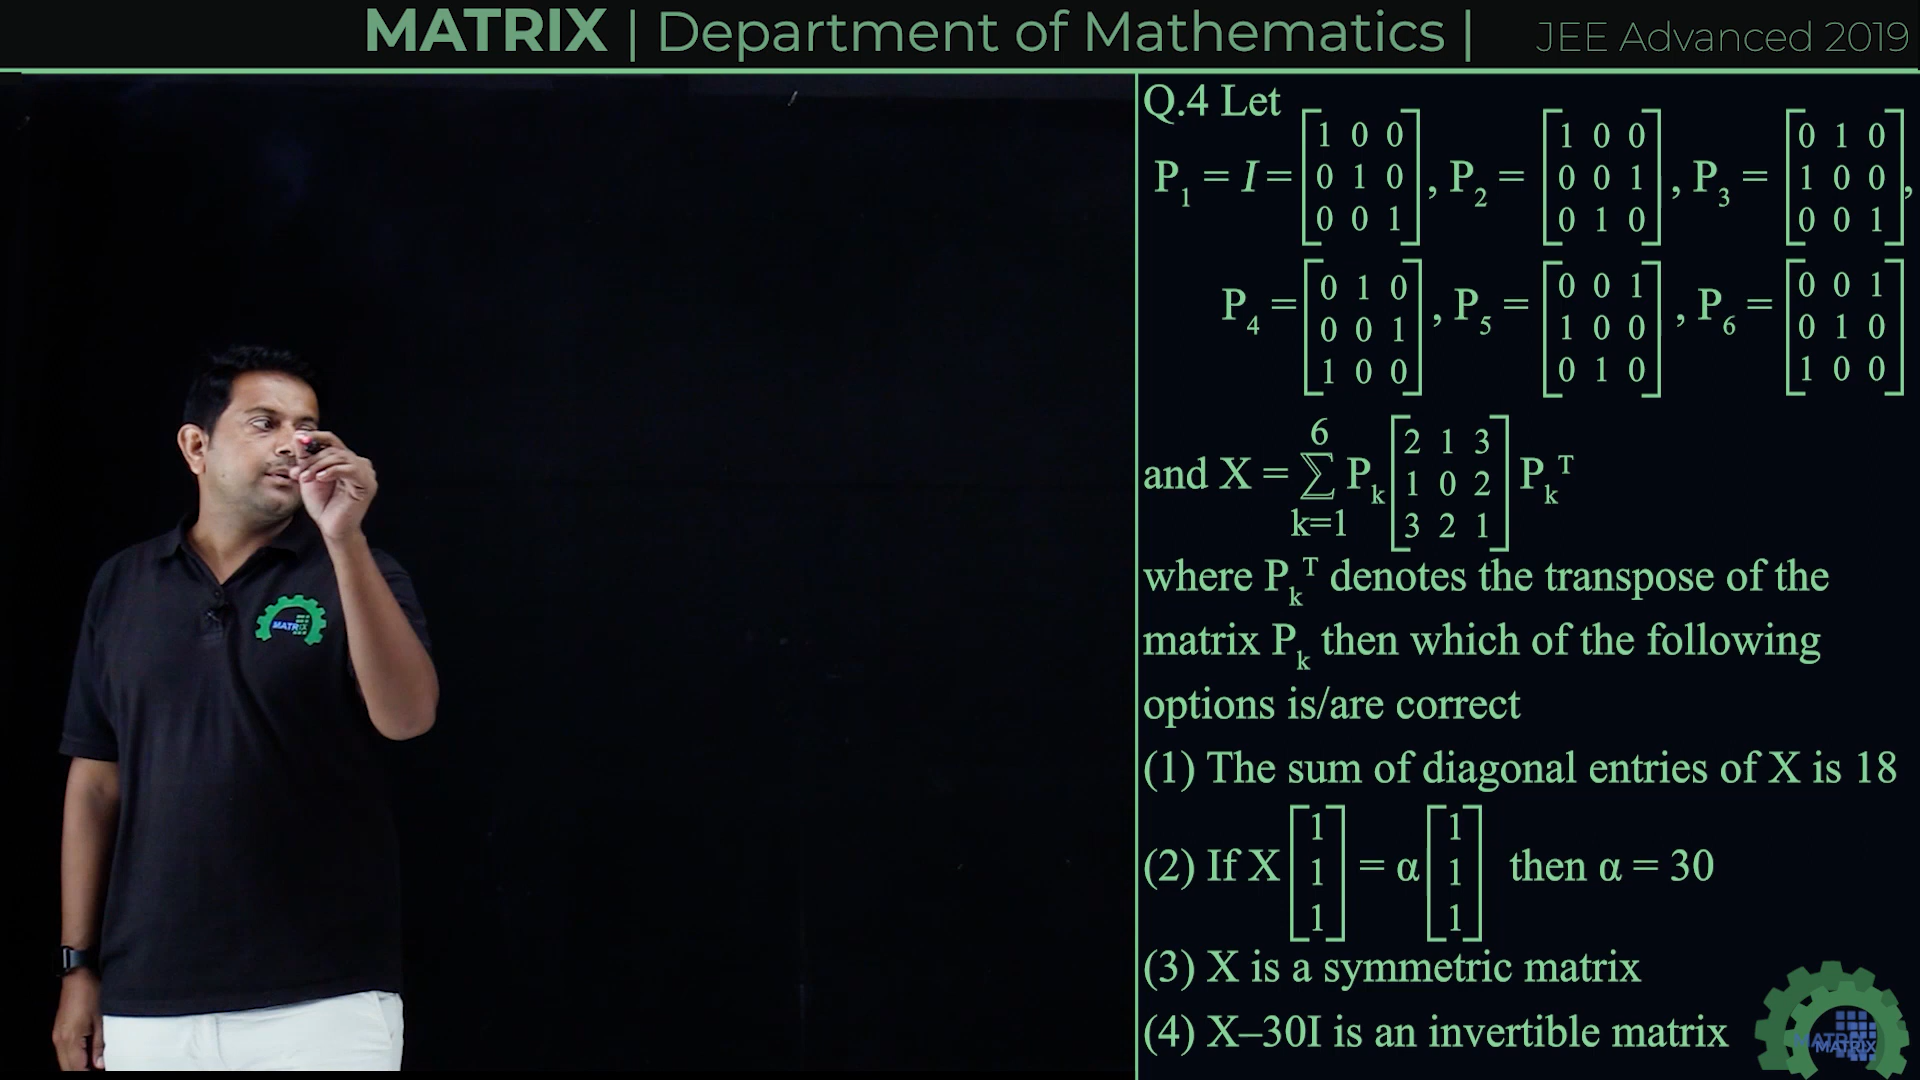 MATRIX | Department of Mathematics | JEE Advanced 2019
Q.4 Let
P₁ = I = [1 0 0; 0 1 0; 0 0 1], P₂ = [1 0 0; 0 0 1; 0 1 0], P₃ = [0 1 0; 1 0 0; 0 0 1],
P₄ = [0 1 0; 0 0 1; 1 0 0], P₅ = [0 0 1; 1 0 0; 0 1 0], P₆ = [0 0 1; 0 1 0; 1 0 0]
and X = ∑_{k=1}^{6} Pₖ [2 1 3; 1 0 2; 3 2 1] Pₖᵀ
where Pₖᵀ denotes the transpose of the
matrix Pₖ then which of the following
options is/are correct
(1) The sum of diagonal entries of X is 18
(2) If X [1; 1; 1] = α [1; 1; 1] then α = 30
(3) X is a symmetric matrix
(4) X–30I is an invertible matrix
MATRIX
MATRIX
MATRIX